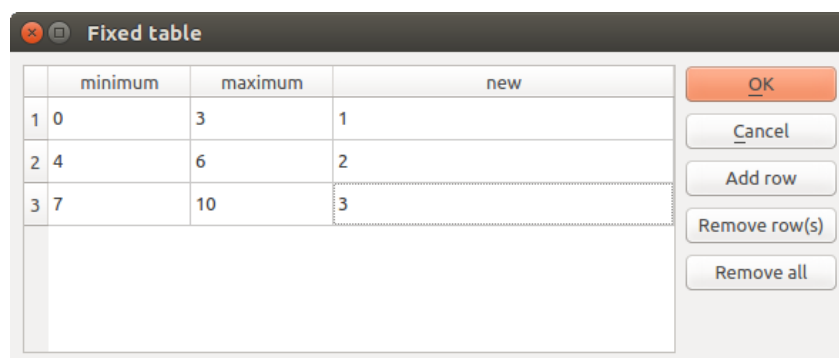 Fixed table
minimum maximum new
1 0 3 1
2 4 6 2
3 7 10 3
OK
Cancel
Add row
Remove row(s)
Remove all